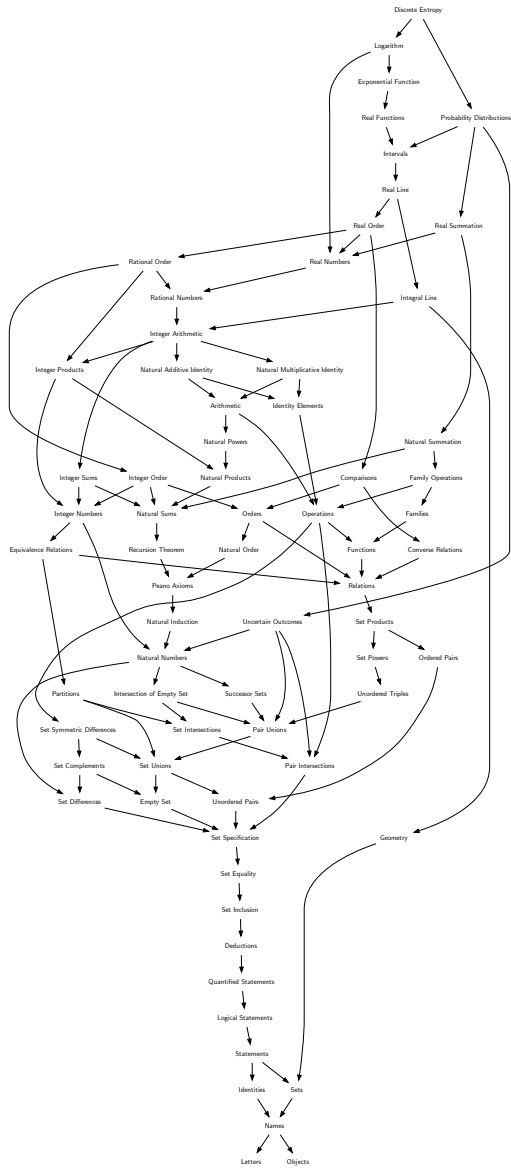 Discrete Entropy
Logarithm
Exponential Function
Real Functions Probability Distributions
Intervals
Real Line
Real Order Real Summation
Rational Order Real Numbers
Rational Numbers Integral Line
Integer Arithmetic
Integer Products Natural Additive Identity Natural Multiplicative Identity
Arithmetic Identity Elements
Natural Powers Natural Summation
Integer Sums Integer Order Natural Products Comparisons Family Operations
Integer Numbers Natural Sums Orders Operations Families
Equivalence Relations Recursion Theorem Natural Order Functions Converse Relations
Peano Axioms Relations
Natural Induction Uncertain Outcomes Set Products
Natural Numbers Set Powers Ordered Pairs
Partitions Intersection of Empty Set Successor Sets Unordered Triples
Set Symmetric Differences Set Intersections Pair Unions
Set Complements Set Unions Pair Intersections
Set Differences Empty Set Unordered Pairs
Set Specification Geometry
Set Equality
Set Inclusion
Deductions
Quantified Statements
Logical Statements
Statements
Identities Sets
Names
Letters Objects